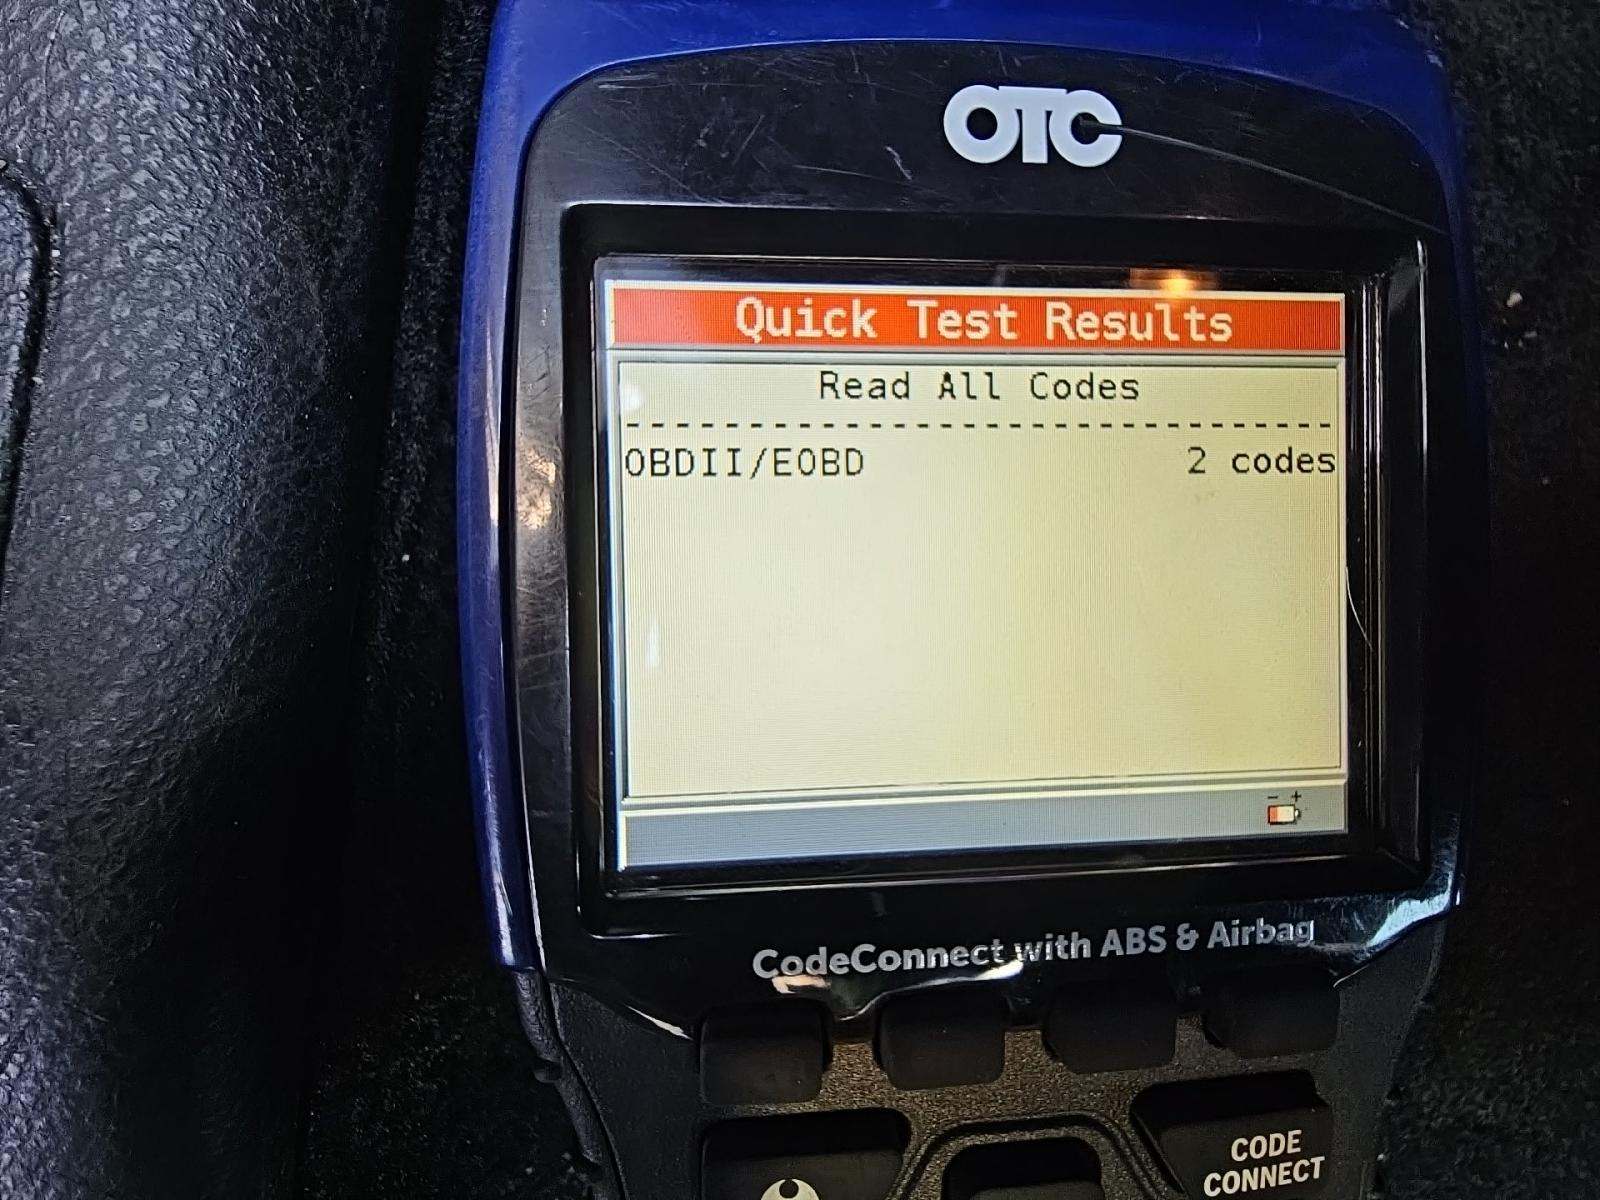 OTC
Quick Test Results
Read All Codes
OBDII/EOBD 2 codes
- +
CodeConnect with ABS & Airbag
CODE
CONNECT